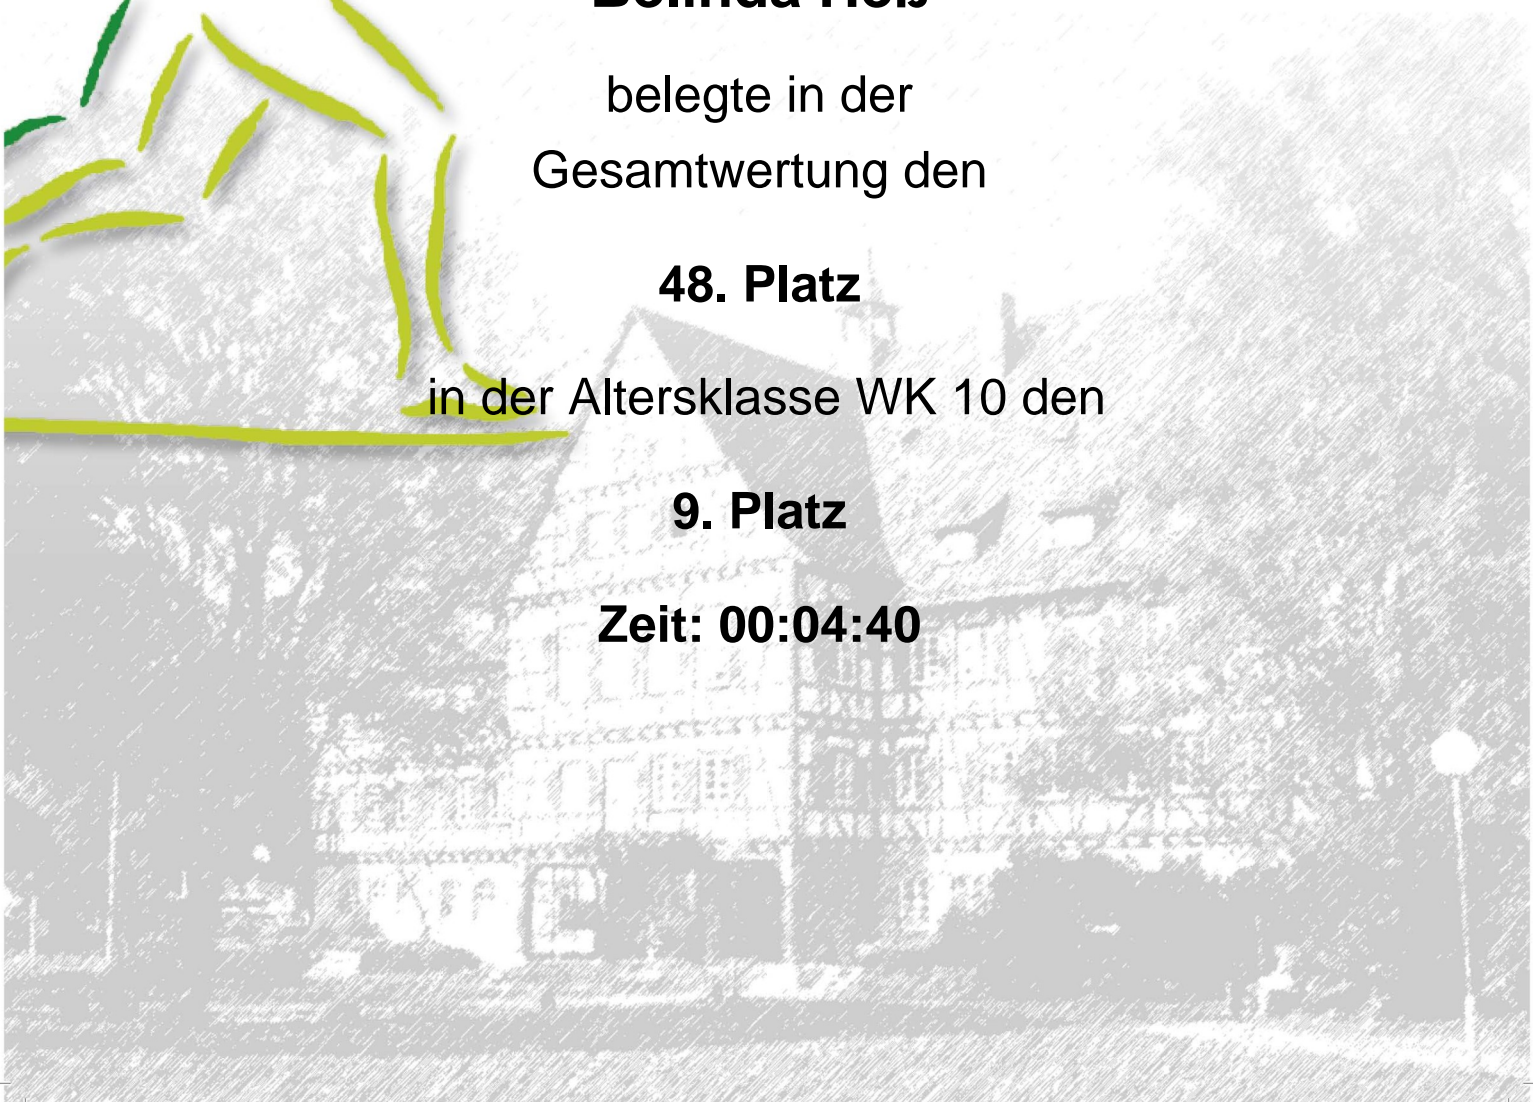 Belinda
belegte in der
Gesamtwertung den
48. Platz
in der Altersklasse WK 10 den
9. Platz
Zeit: 00:04:40